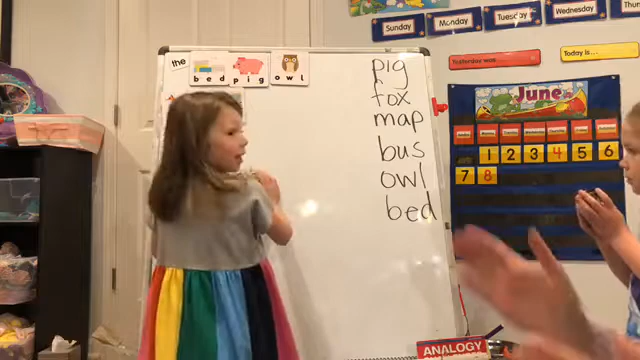 Sunday Monday Tuesday Wednesday Thur
Yesterday was Today is...
the bed pig owl
pig
fox
map
bus
owl
bed
June
1 2 3 4 5 6
7 8
ANALOGY